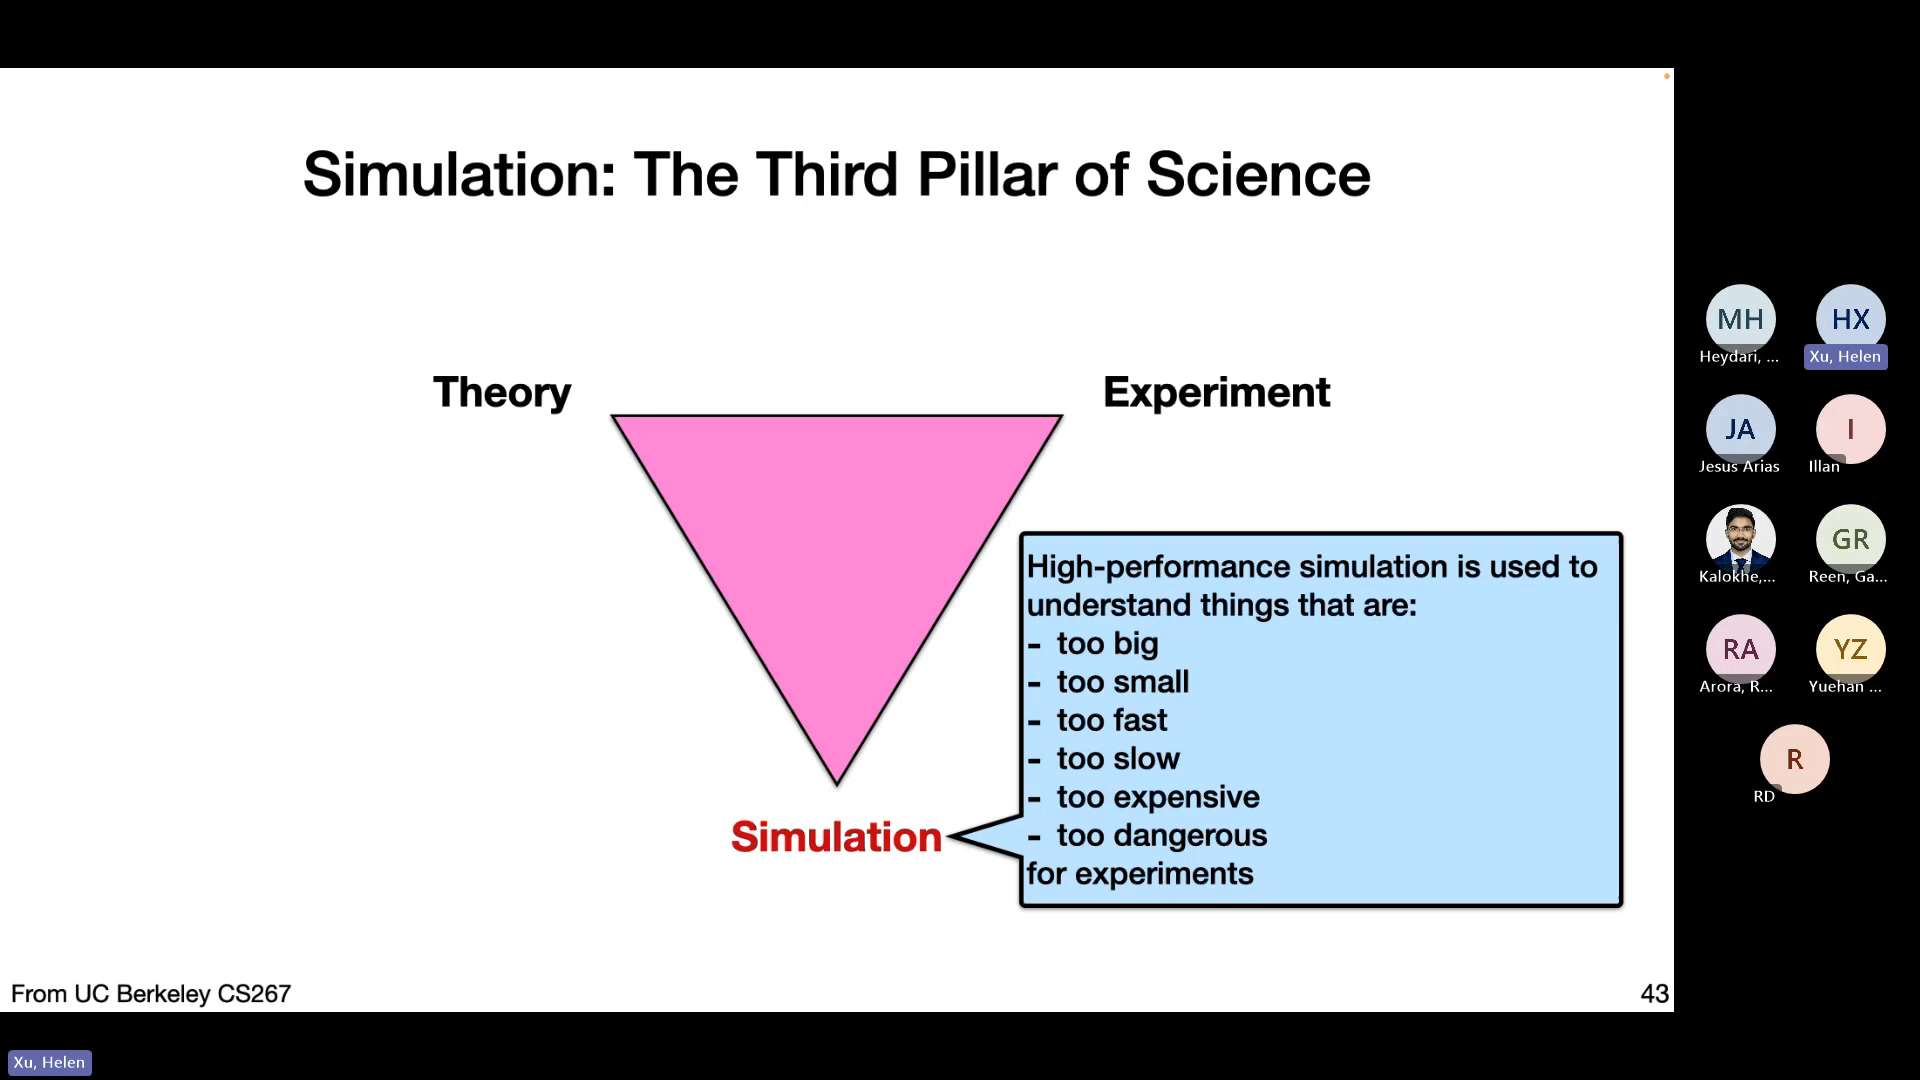 Simulation: The Third Pillar of Science
Theory
Experiment
High-performance simulation is used to
understand things that are:
- too big
- too small
- too fast
- too slow
- too expensive
- too dangerous
for experiments
Simulation
From UC Berkeley CS267
43
MH
Heydari, ...
HX
Xu, Helen
JA
Jesus Arias
I
Illan
Kalokhe,...
GR
Reen, Ga...
RA
Arora, R...
YZ
Yuehan ...
R
RD
Xu, Helen